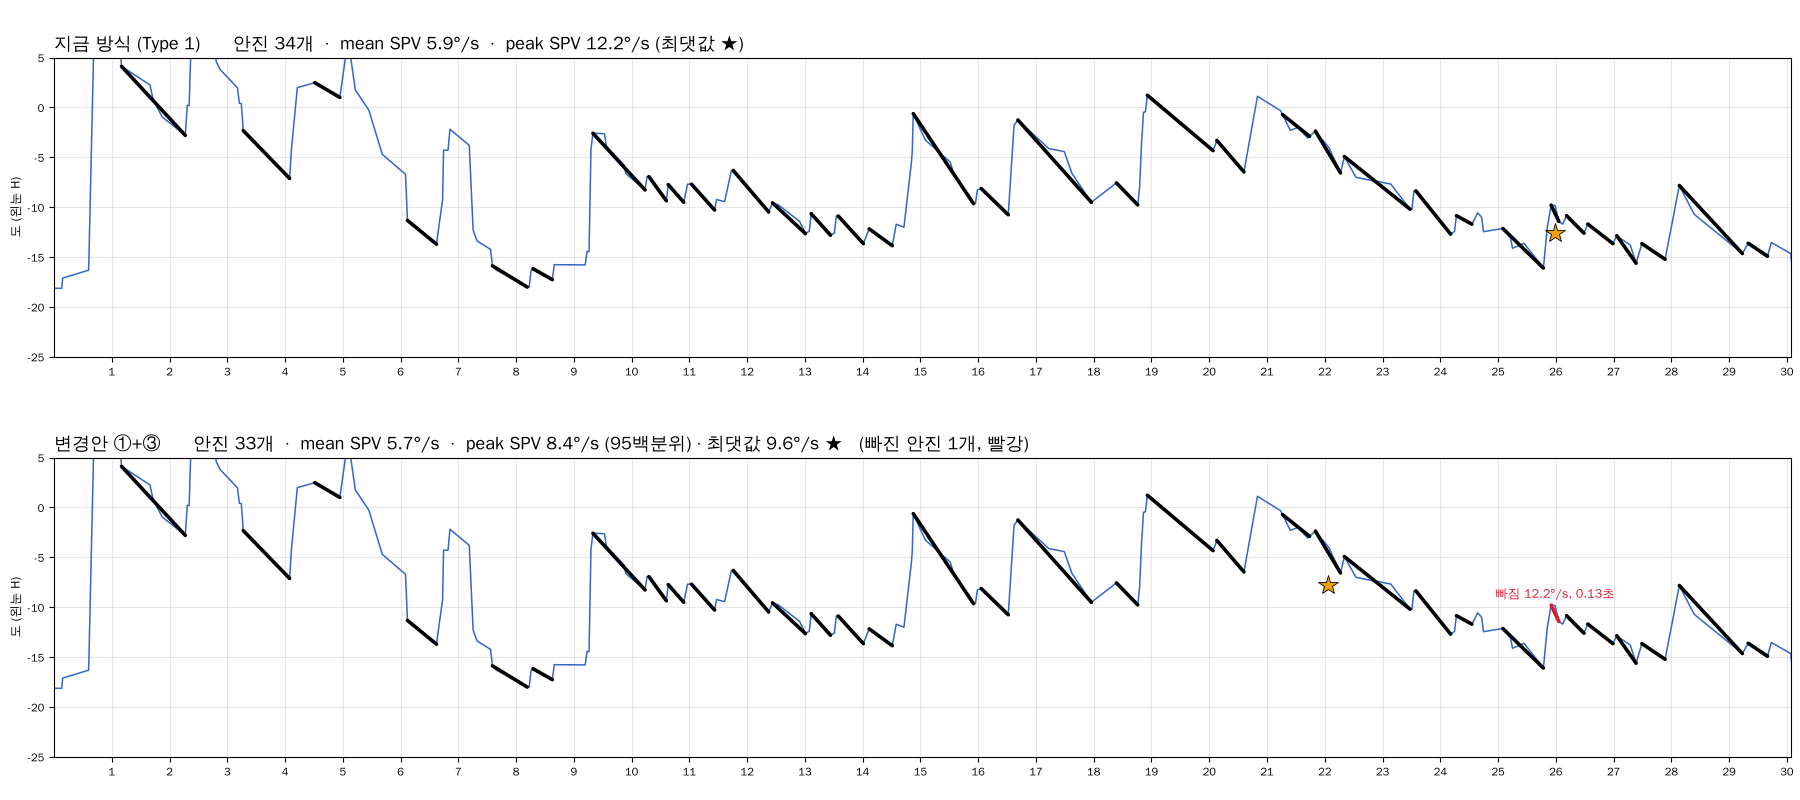 지금 방식 (Type 1) 안진 34개 · mean SPV 5.9°/s · peak SPV 12.2°/s (최댓값 ★)
도 (왼눈 H)
5
0
-5
-10
-15
-20
-25
1 2 3 4 5 6 7 8 9 10 11 12 13 14 15 16 17 18 19 20 21 22 23 24 25 26 27 28 29 30
변경안 ①+③ 안진 33개 · mean SPV 5.7°/s · peak SPV 8.4°/s (95백분위) · 최댓값 9.6°/s ★ (빠진 안진 1개, 빨강)
도 (왼눈 H)
5
0
-5
-10
-15
-20
-25
빠짐 12.2°/s, 0.13초
1 2 3 4 5 6 7 8 9 10 11 12 13 14 15 16 17 18 19 20 21 22 23 24 25 26 27 28 29 30